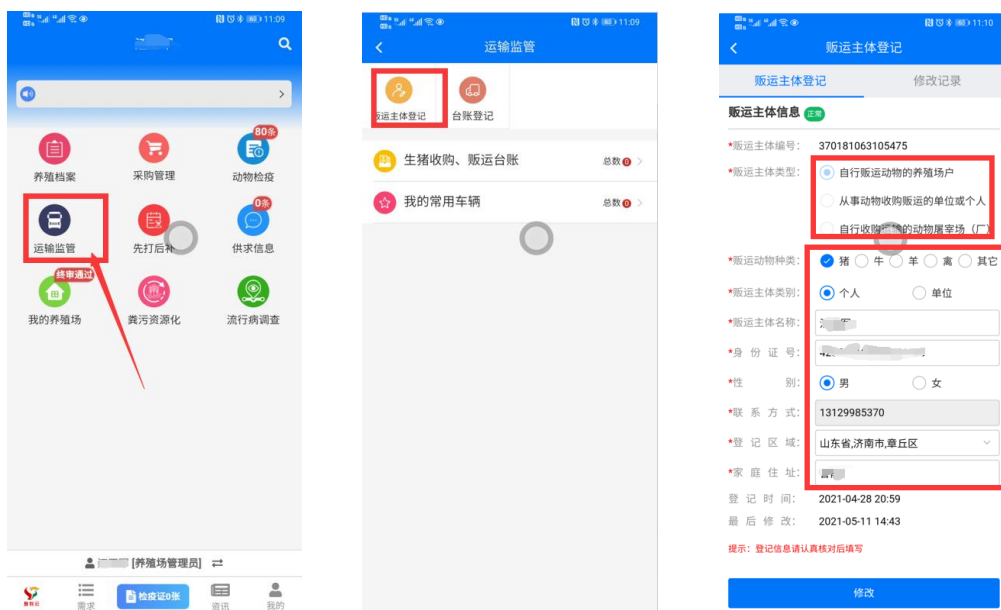 11:09
80条
养殖档案
采购管理
动物检疫
0条
运输监管
先打后补
供求信息
终审通过
我的养殖场
粪污资源化
流行病调查
[养殖场管理员]
需求
检疫证0张
资讯
我的
11:09
运输监管
贩运主体登记
台账登记
生猪收购、贩运台账
总数 0
我的常用车辆
总数 0
11:10
贩运主体登记
贩运主体登记
修改记录
贩运主体信息 正常
*贩运主体编号： 370181063105475
*贩运主体类型： 自行贩运动物的养殖场户
从事动物收购贩运的单位或个人
自行收购运输的动物屠宰场（厂）
*贩运动物种类： 猪 牛 羊 禽 其它
*贩运主体类别： 个人 单位
*贩运主体名称：
*身份证号：
*性别： 男 女
*联系方式： 13129985370
*登记区域： 山东省,济南市,章丘区
*家庭住址：
登记时间： 2021-04-28 20:59
最后修改： 2021-05-11 14:43
提示：登记信息请认真核对后填写
修改